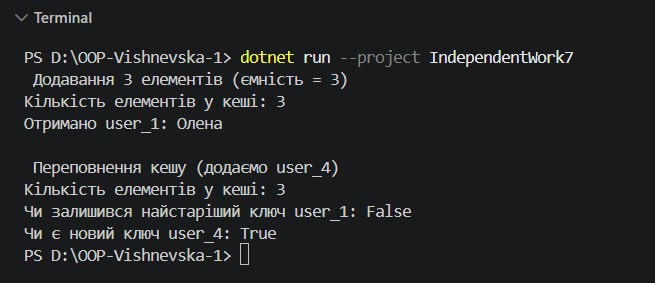 Terminal
PS D:\OOP-Vishnevska-1> dotnet run --project IndependentWork7
Додавання 3 елементів (ємність = 3)
Кількість елементів у кеші: 3
Отримано user_1: Олена
Переповнення кешу (додаємо user_4)
Кількість елементів у кеші: 3
Чи залишився найстаріший ключ user_1: False
Чи є новий ключ user_4: True
PS D:\OOP-Vishnevska-1>